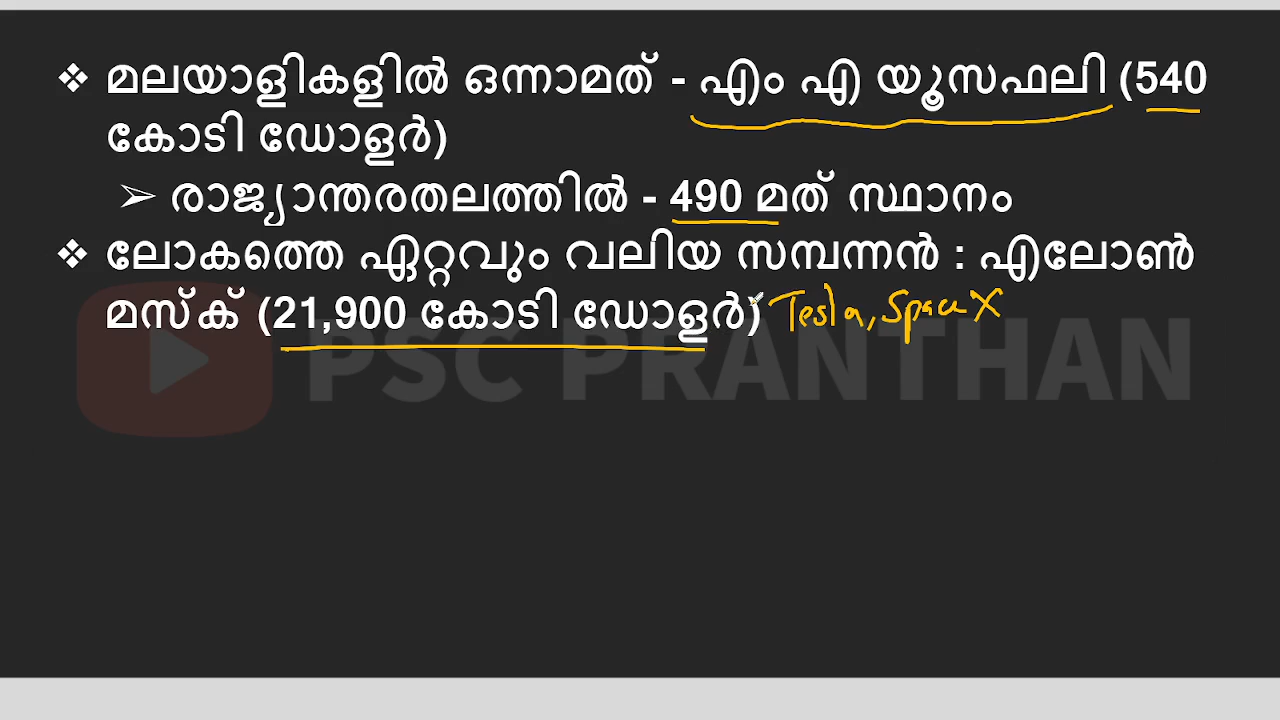 ❖ മലയാളികളിൽ ഒന്നാമത് - എം എ യൂസഫലി (540
കോടി ഡോളർ)
➢ രാജ്യാന്തരതലത്തിൽ - 490 മത് സ്ഥാനം
❖ ലോകത്തെ ഏറ്റവും വലിയ സമ്പന്നൻ : എലോൺ
മസ്ക് (21,900 കോടി ഡോളർ) Tesla, SpaceX
PSC PRANTHAN